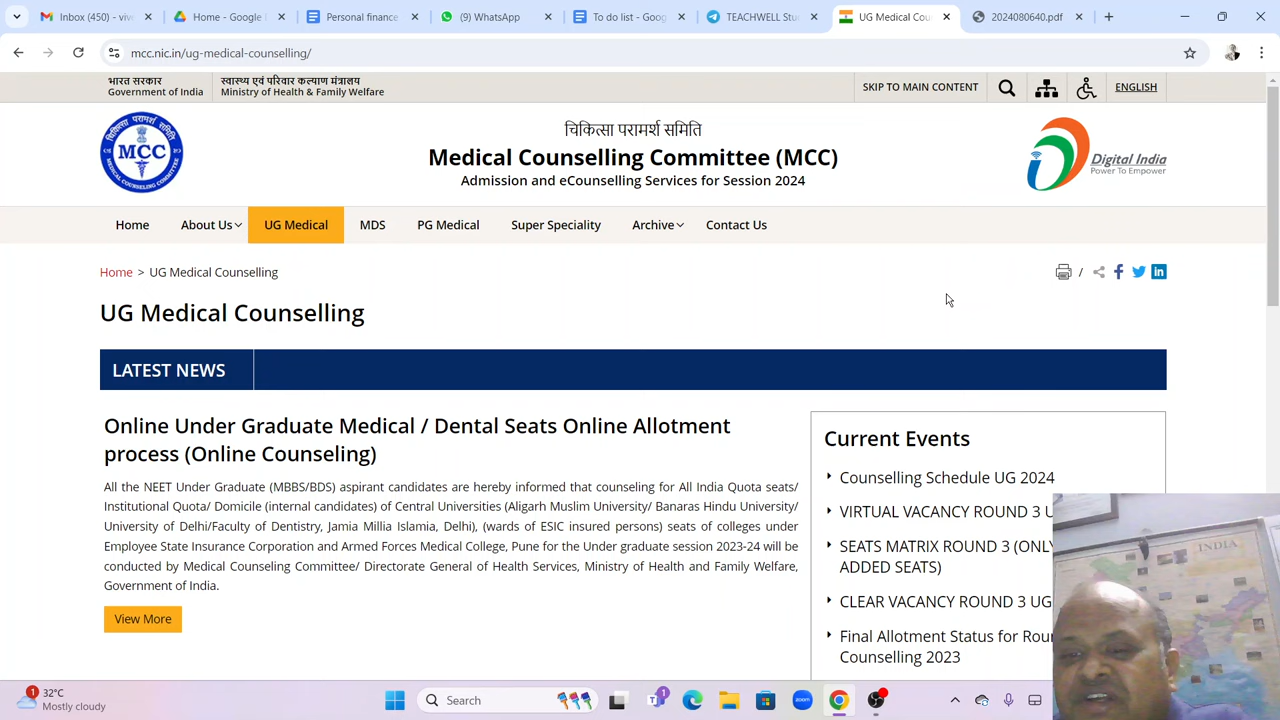 Inbox (450) - vive
Home - Google
Personal finance
(9) WhatsApp
To do list - Goog
TEACHWELL Stu
UG Medical Cou
2024080640.pdf
mcc.nic.in/ug-medical-counselling/
भारत सरकार
Government of India
स्वास्थ्य एवं परिवार कल्याण मंत्रालय
Ministry of Health & Family Welfare
SKIP TO MAIN CONTENT
ENGLISH
MCC
चिकित्सा परामर्श समिति
Medical Counselling Committee (MCC)
Admission and eCounselling Services for Session 2024
Digital India
Power To Empower
Home
About Us
UG Medical
MDS
PG Medical
Super Speciality
Archive
Contact Us
Home > UG Medical Counselling
UG Medical Counselling
LATEST NEWS
Online Under Graduate Medical / Dental Seats Online Allotment
process (Online Counseling)
All the NEET Under Graduate (MBBS/BDS) aspirant candidates are hereby informed that counseling for All India Quota seats/
Institutional Quota/ Domicile (internal candidates) of Central Universities (Aligarh Muslim University/ Banaras Hindu University/
University of Delhi/Faculty of Dentistry, Jamia Millia Islamia, Delhi), (wards of ESIC insured persons) seats of colleges under
Employee State Insurance Corporation and Armed Forces Medical College, Pune for the Under graduate session 2023-24 will be
conducted by Medical Counseling Committee/ Directorate General of Health Services, Ministry of Health and Family Welfare,
Government of India.
View More
Current Events
Counselling Schedule UG 2024
VIRTUAL VACANCY ROUND 3 U
SEATS MATRIX ROUND 3 (ONLY
ADDED SEATS)
CLEAR VACANCY ROUND 3 UG
Final Allotment Status for Rou
Counselling 2023
INDIA
1
32°C
Mostly cloudy
Search
1
zoom